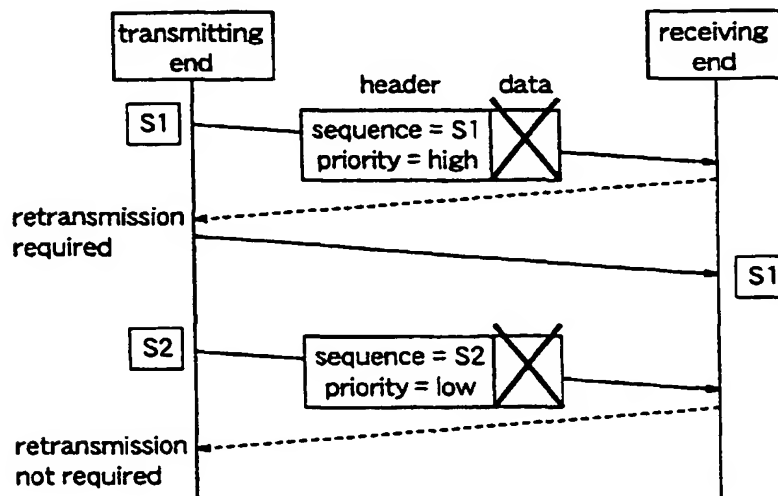 transmitting
end
receiving
end
header
data
S1
sequence = S1
priority = high
retransmission
required
S1
S2
sequence = S2
priority = low
retransmission
not required